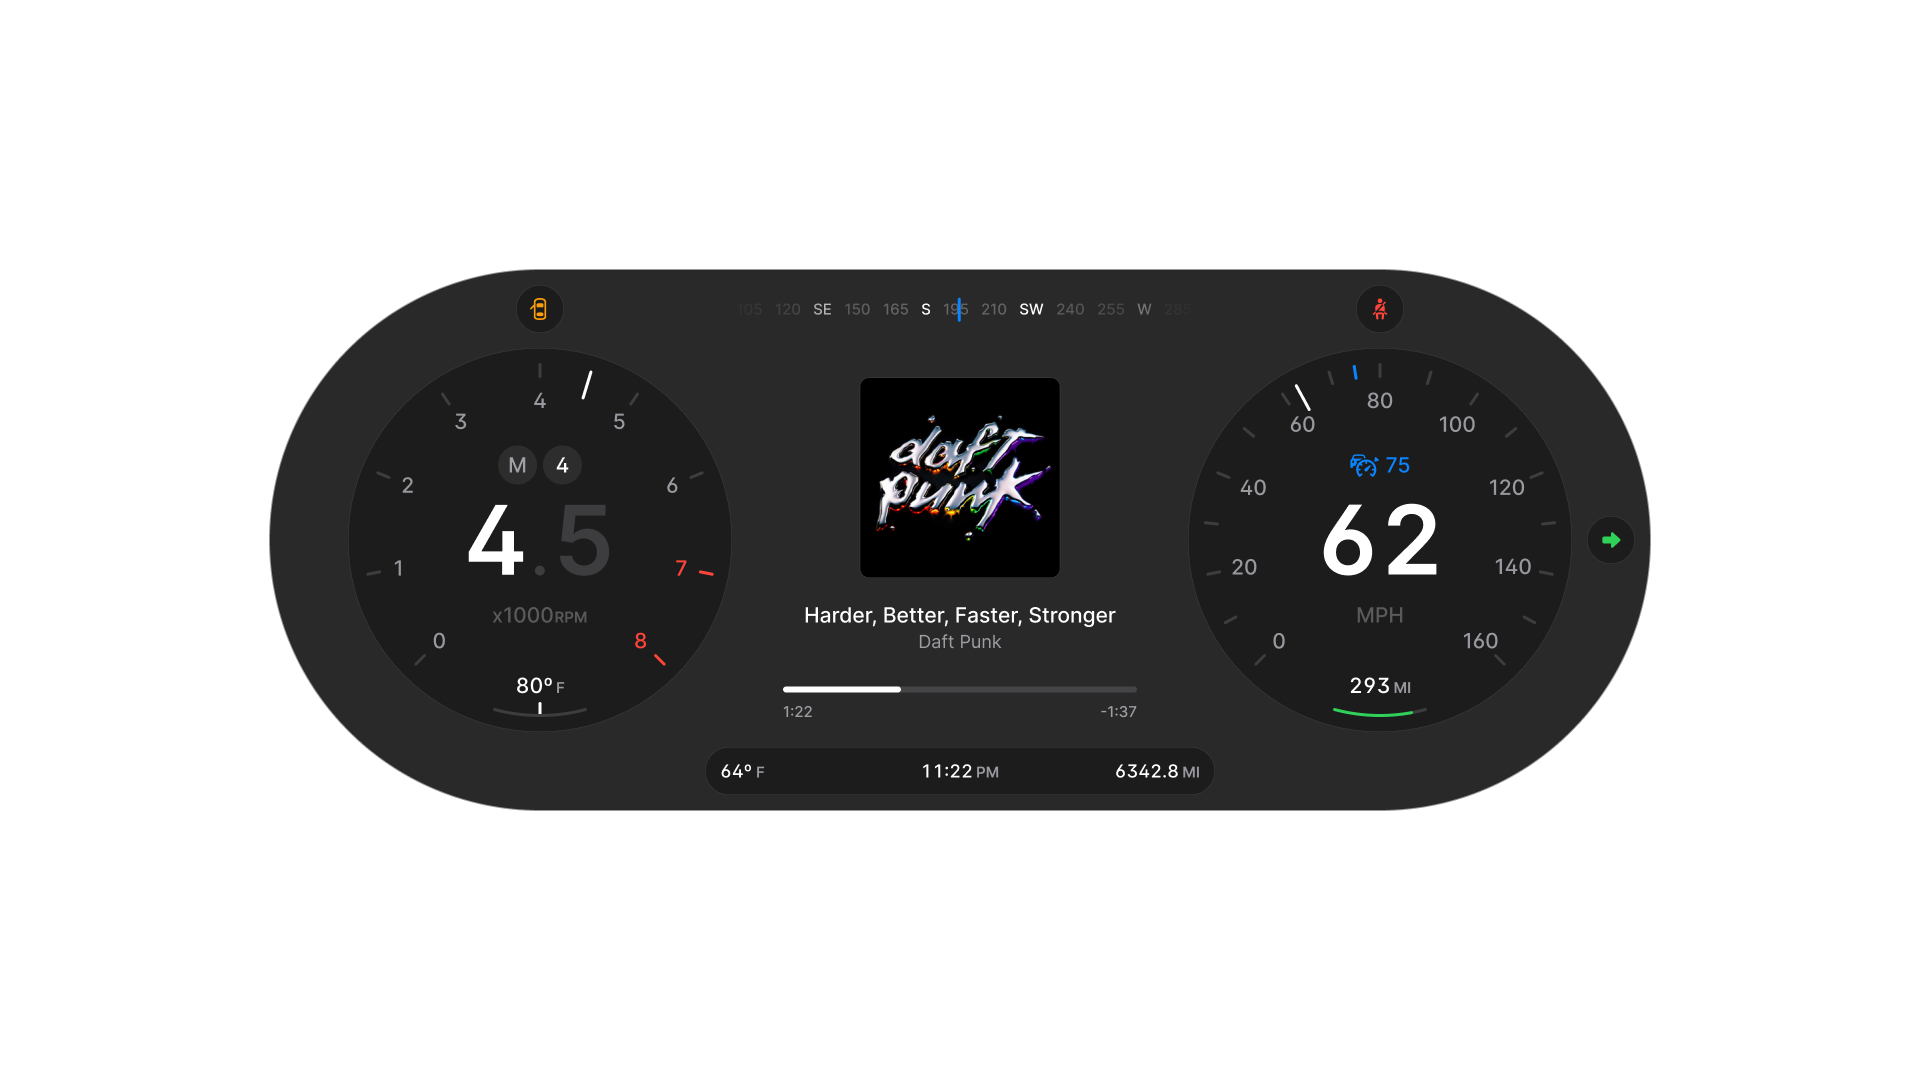 105 120 SE 150 165 S 195 210 SW 240 255 W 285
4
3
5
2
6
1
7
0
8
M 4
4.5
x1000RPM
80º F
daft
punk
Harder, Better, Faster, Stronger
Daft Punk
1:22 -1:37
64º F 11:22 PM 6342.8 MI
80
60 100
40 120
20 140
0 160
75
62
MPH
293 MI